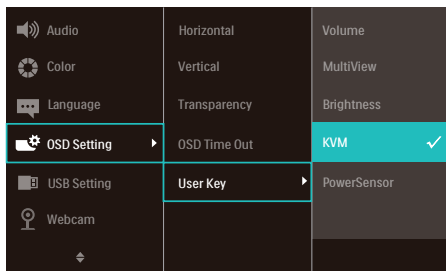 Audio
Horizontal
Volume
Color
Vertical
MultiView
Language
Transparency
Brightness
OSD Setting
OSD Time Out
KVM
USB Setting
User Key
PowerSensor
Webcam